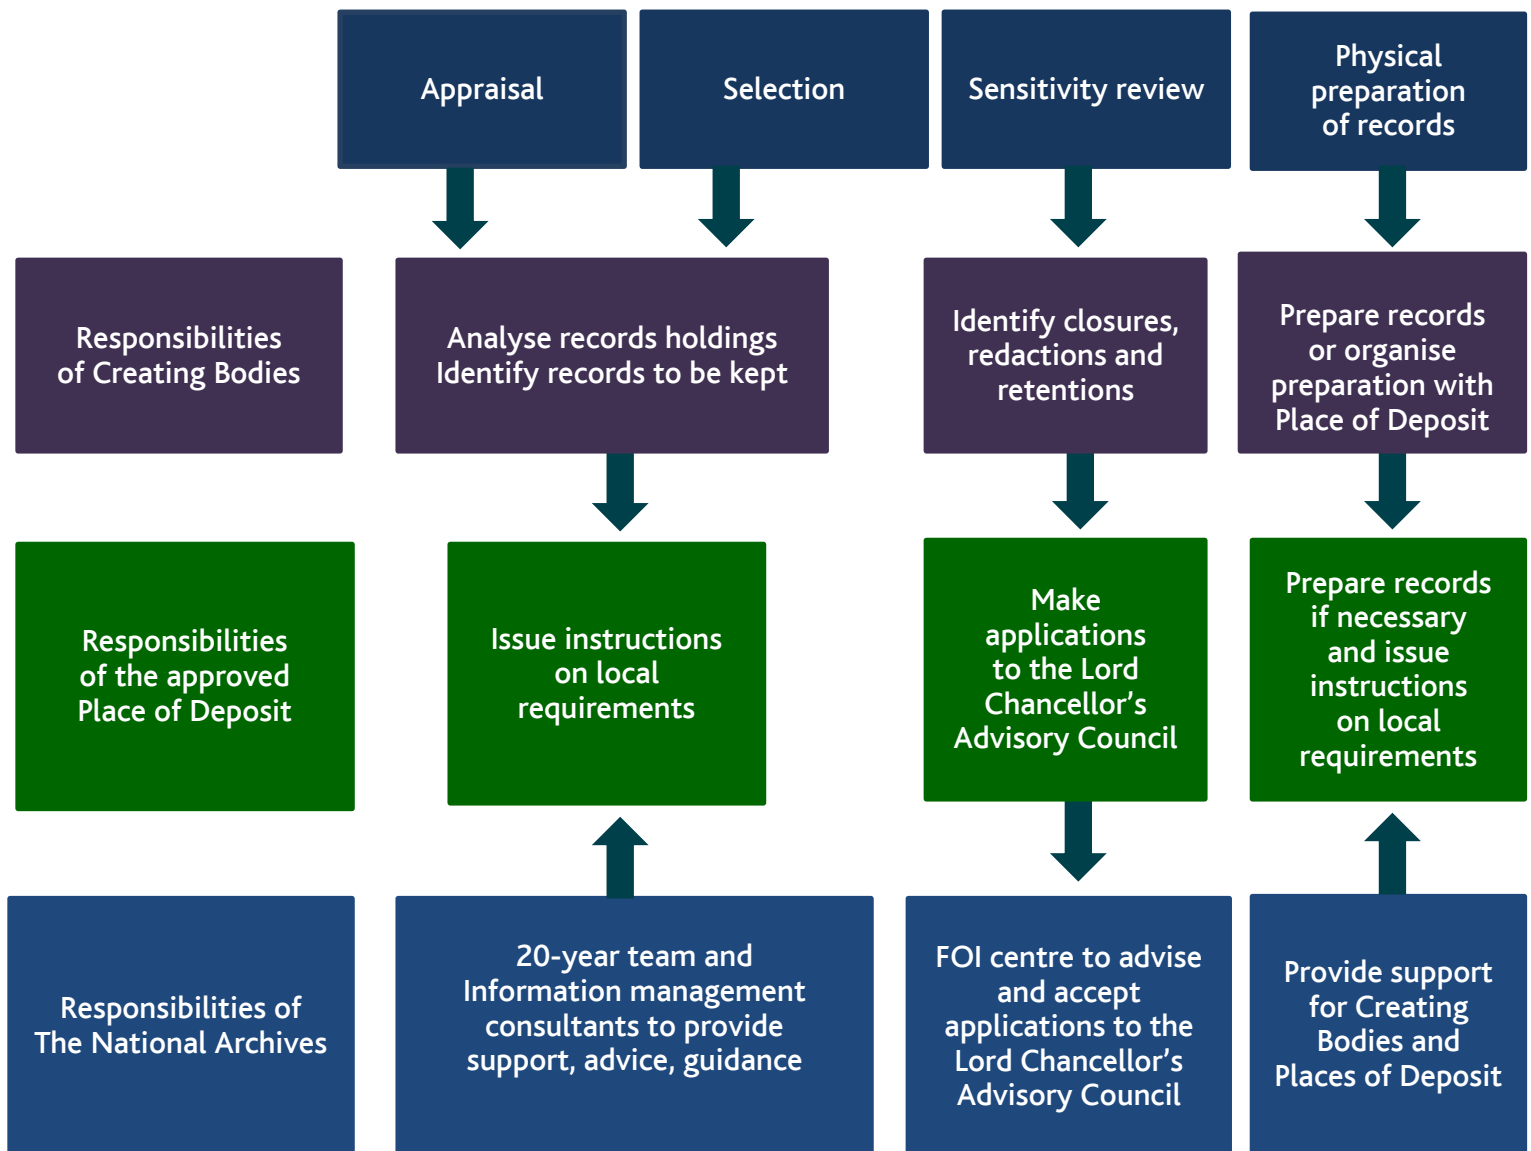 Appraisal
Selection
Sensitivity review
Physical
preparation
of records
Responsibilities
of Creating Bodies
Analyse records holdings
Identify records to be kept
Identify closures,
redactions and
retentions
Prepare records
or organise
preparation with
Place of Deposit
Responsibilities
of the approved
Place of Deposit
Issue instructions
on local
requirements
Make
applications
to the Lord
Chancellor’s
Advisory Council
Prepare records
if necessary
and issue
instructions
on local
requirements
Responsibilities of
The National Archives
20-year team and
Information management
consultants to provide
support, advice, guidance
FOI centre to advise
and accept
applications to the
Lord Chancellor’s
Advisory Council
Provide support
for Creating
Bodies and
Places of Deposit